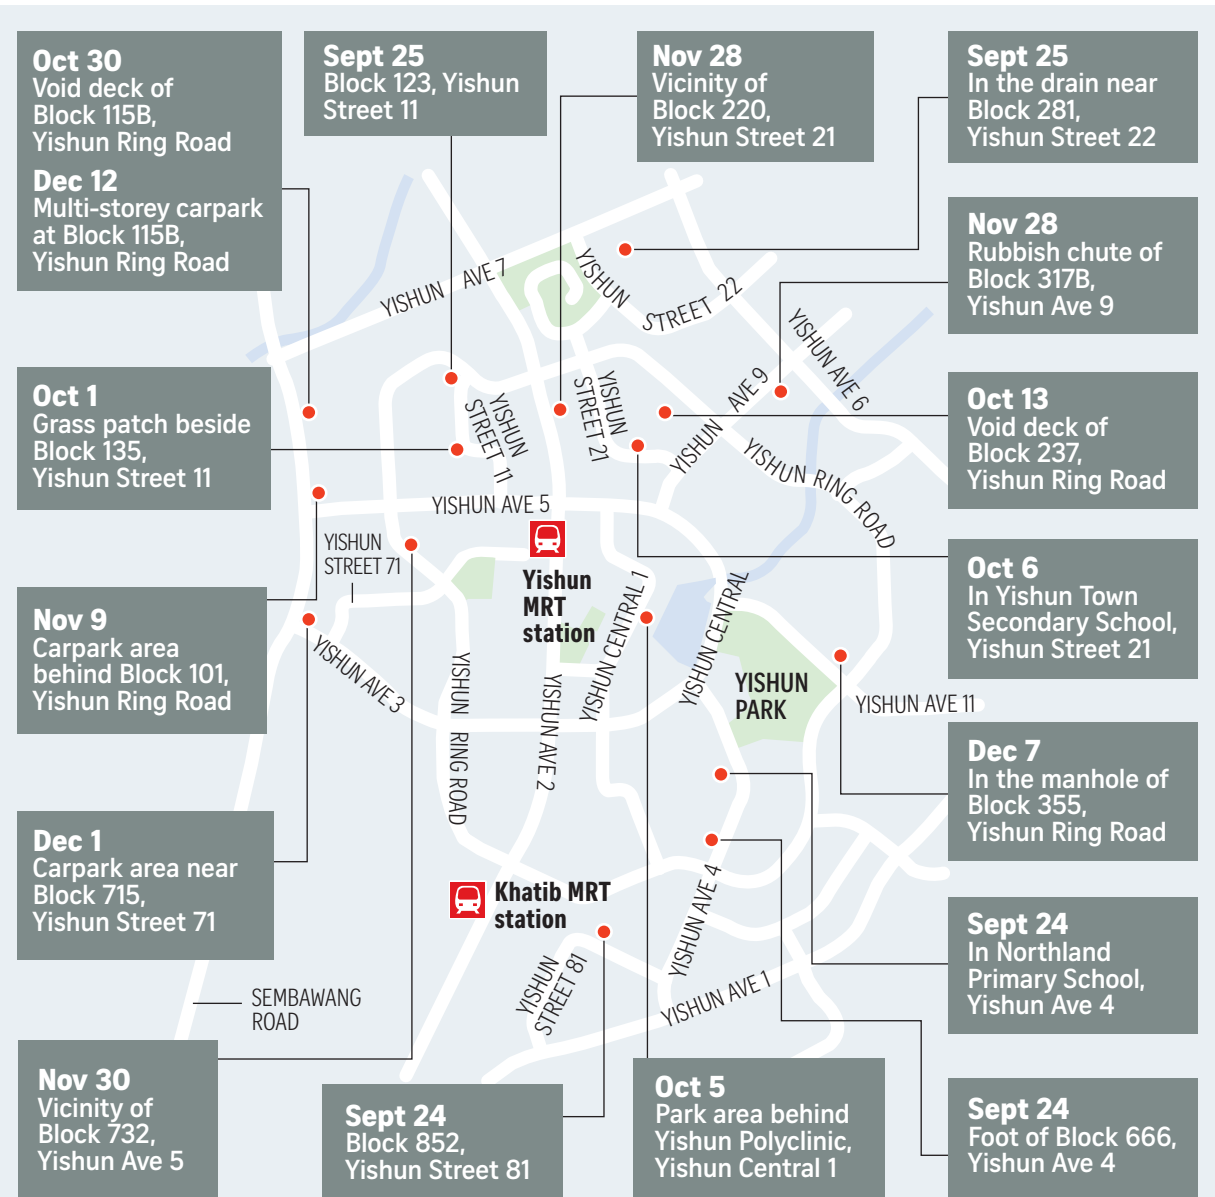 Oct 30
Void deck of
Block 115B,
Yishun Ring Road
Dec 12
Multi-storey carpark
at Block 115B,
Yishun Ring Road
Sept 25
Block 123, Yishun
Street 11
Nov 28
Vicinity of
Block 220,
Yishun Street 21
Sept 25
In the drain near
Block 281,
Yishun Street 22
Nov 28
Rubbish chute of
Block 317B,
Yishun Ave 9
Oct 1
Grass patch beside
Block 135,
Yishun Street 11
Oct 13
Void deck of
Block 237,
Yishun Ring Road
Oct 6
In Yishun Town
Secondary School,
Yishun Street 21
Nov 9
Carpark area
behind Block 101,
Yishun Ring Road
Dec 7
In the manhole of
Block 355,
Yishun Ring Road
Dec 1
Carpark area near
Block 715,
Yishun Street 71
Sept 24
In Northland
Primary School,
Yishun Ave 4
Nov 30
Vicinity of
Block 732,
Yishun Ave 5
Sept 24
Block 852,
Yishun Street 81
Oct 5
Park area behind
Yishun Polyclinic,
Yishun Central 1
Sept 24
Foot of Block 666,
Yishun Ave 4
YISHUN AVE 7
YISHUN
STREET 22
YISHUN AVE 6
YISHUN
STREET 11
YISHUN
STREET 21
YISHUN AVE 9
YISHUN RING ROAD
YISHUN AVE 5
YISHUN
STREET 71
Yishun
MRT
station
YISHUN CENTRAL 1
YISHUN CENTRAL
YISHUN AVE 3
YISHUN RING ROAD
YISHUN AVE 2
YISHUN
PARK
YISHUN AVE 11
Khatib MRT
station
YISHUN AVE 4
YISHUN
STREET 81
YISHUN AVE 1
SEMBAWANG
ROAD